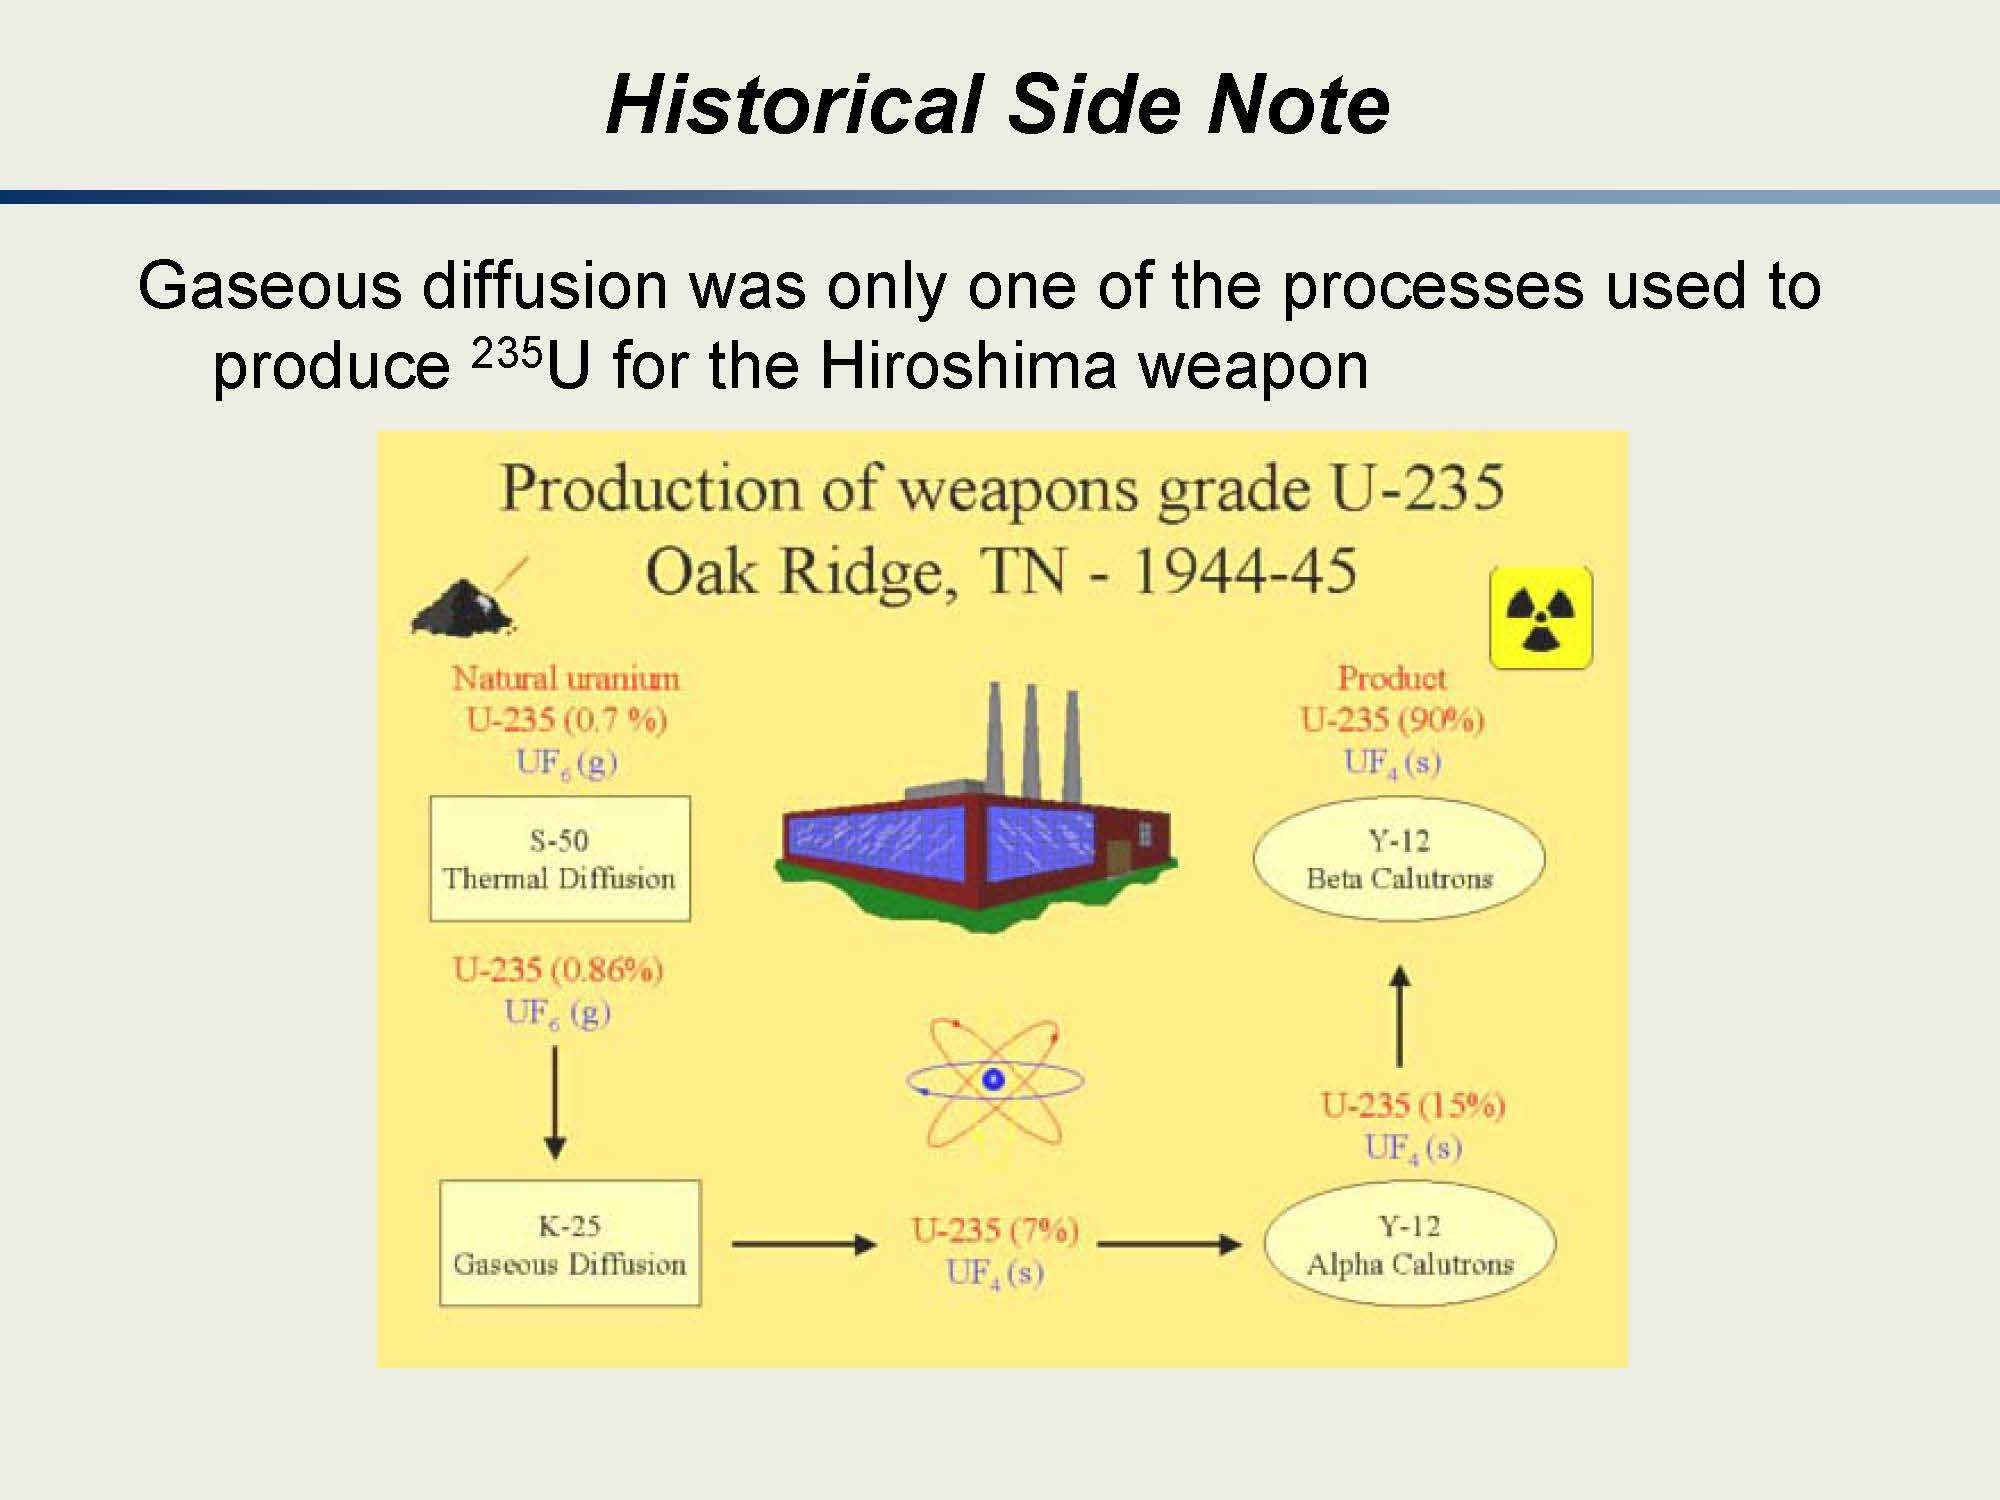 Historical Side Note
Gaseous diffusion was only one of the processes used to
produce ²³⁵U for the Hiroshima weapon
Production of weapons grade U-235
Oak Ridge, TN - 1944-45
Natural uranium
U-235 (0.7 %)
UF₆ (g)
S-50
Thermal Diffusion
U-235 (0.86%)
UF₆ (g)
K-25
Gaseous Diffusion
U-235 (7%)
UF₄ (s)
Y-12
Alpha Calutrons
U-235 (15%)
UF₄ (s)
Y-12
Beta Calutrons
Product
U-235 (90%)
UF₄ (s)